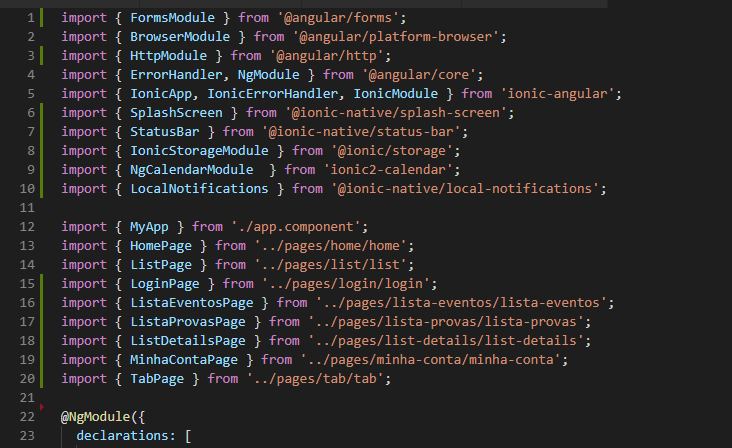 1 import { FormsModule } from '@angular/forms';
2 import { BrowserModule } from '@angular/platform-browser';
3 import { HttpModule } from '@angular/http';
4 import { ErrorHandler, NgModule } from '@angular/core';
5 import { IonicApp, IonicErrorHandler, IonicModule } from 'ionic-angular';
6 import { SplashScreen } from '@ionic-native/splash-screen';
7 import { StatusBar } from '@ionic-native/status-bar';
8 import { IonicStorageModule } from '@ionic/storage';
9 import { NgCalendarModule  } from 'ionic2-calendar';
10 import { LocalNotifications } from '@ionic-native/local-notifications';
11
12 import { MyApp } from './app.component';
13 import { HomePage } from '../pages/home/home';
14 import { ListPage } from '../pages/list/list';
15 import { LoginPage } from '../pages/login/login';
16 import { ListaEventosPage } from '../pages/lista-eventos/lista-eventos';
17 import { ListaProvasPage } from '../pages/lista-provas/lista-provas';
18 import { ListDetailsPage } from '../pages/list-details/list-details';
19 import { MinhaContaPage } from '../pages/minha-conta/minha-conta';
20 import { TabPage } from '../pages/tab/tab';
21
22 @NgModule({
23   declarations: [